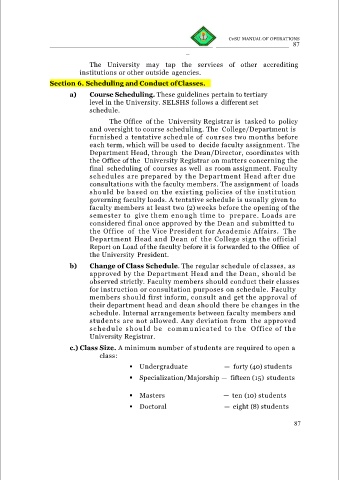 CvSU MANUAL OF OPERATIONS
87
The University may tap the services of other accrediting
institutions or other outside agencies.
Section 6. Scheduling and Conduct of Classes.
a) Course Scheduling. These guidelines pertain to tertiary
level in the University. SELSHS follows a different set
schedule.
The Office of the University Registrar is tasked to policy
and oversight to course scheduling. The College/Department is
furnished a tentative schedule of courses two months before
each term, which will be used to decide faculty assignment. The
Department Head, through the Dean/Director, coordinates with
the Office of the University Registrar on matters concerning the
final scheduling of courses as well as room assignment. Faculty
schedules are prepared by the Department Head after due
consultations with the faculty members. The assignment of loads
should be based on the existing policies of the institution
governing faculty loads. A tentative schedule is usually given to
faculty members at least two (2) weeks before the opening of the
semester to give them enough time to prepare. Loads are
considered final once approved by the Dean and submitted to
the Office of the Vice President for Academic Affairs. The
Department Head and Dean of the College sign the official
Report on Load of the faculty before it is forwarded to the Office of
the University President.
b) Change of Class Schedule. The regular schedule of classes, as
approved by the Department Head and the Dean, should be
observed strictly. Faculty members should conduct their classes
for instruction or consultation purposes on schedule. Faculty
members should first inform, consult and get the approval of
their department head and dean should there be changes in the
schedule. Internal arrangements between faculty members and
students are not allowed. Any deviation from the approved
schedule should be communicated to the Office of the
University Registrar.
c.) Class Size. A minimum number of students are required to open a
class:
• Undergraduate — forty (40) students
• Specialization/Majorship — fifteen (15) students
• Masters — ten (10) students
• Doctoral — eight (8) students
87